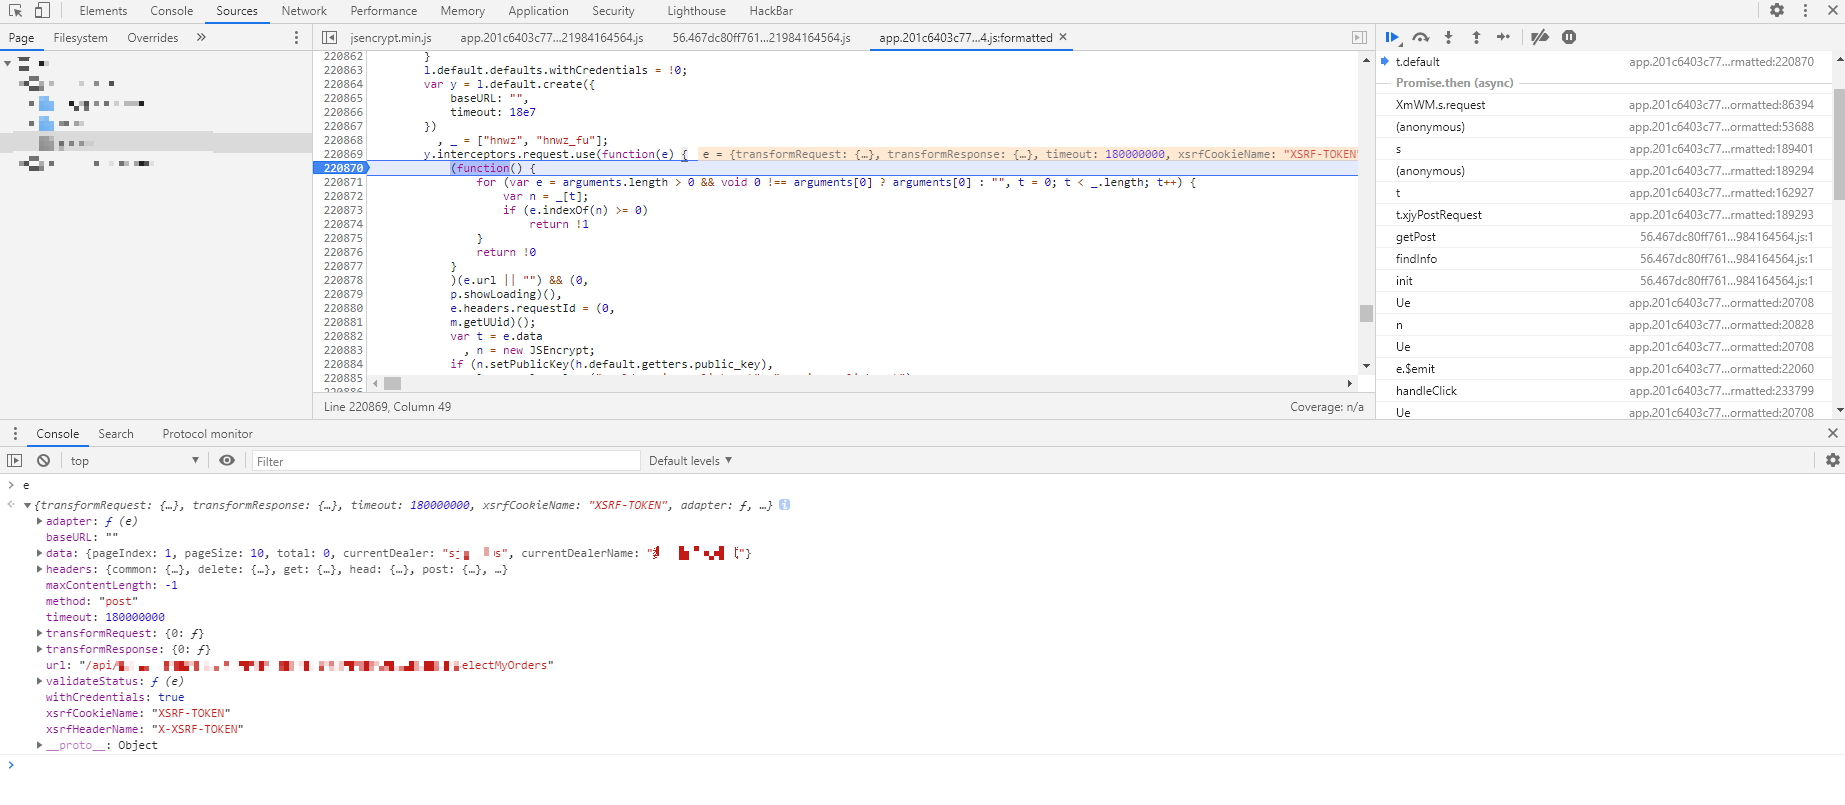 Elements Console Sources Network Performance Memory Application Security Lighthouse HackBar
Page Filesystem Overrides »
jsencrypt.min.js app.201c6403c77…21984164564.js 56.467dc80ff761…21984164564.js app.201c6403c77…4.js:formatted ×
220862 }
220863 l.default.defaults.withCredentials = !0;
220864 var y = l.default.create({
220865 baseURL: "",
220866 timeout: 18e7
220867 })
220868 , _ = ["hnwz", "hnwz_fu"];
220869 y.interceptors.request.use(function(e) { e = {transformRequest: {…}, transformResponse: {…}, timeout: 180000000, xsrfCookieName: "XSRF-TOKEN"
220870 (function() {
220871 for (var e = arguments.length > 0 && void 0 !== arguments[0] ? arguments[0] : "", t = 0; t < _.length; t++) {
220872 var n = _[t];
220873 if (e.indexOf(n) >= 0)
220874 return !1
220875 }
220876 return !0
220877 }
220878 )(e.url || "") && (0,
220879 p.showLoading)(),
220880 e.headers.requestId = (0,
220881 m.getUUid)();
220882 var t = e.data
220883 , n = new JSEncrypt;
220884 if (n.setPublicKey(h.default.getters.public_key),
220885
Line 220869, Column 49 Coverage: n/a
t.default app.201c6403c77…rmatted:220870
Promise.then (async)
XmWM.s.request app.201c6403c77…ormatted:86394
(anonymous) app.201c6403c77…ormatted:53688
s app.201c6403c77…rmatted:189401
(anonymous) app.201c6403c77…rmatted:189294
t app.201c6403c77…rmatted:162927
t.xjyPostRequest app.201c6403c77…rmatted:189293
getPost 56.467dc80ff761…984164564.js:1
findInfo 56.467dc80ff761…984164564.js:1
init 56.467dc80ff761…984164564.js:1
Ue app.201c6403c77…ormatted:20708
n app.201c6403c77…ormatted:20828
Ue app.201c6403c77…ormatted:20708
e.$emit app.201c6403c77…ormatted:22060
handleClick app.201c6403c77…rmatted:233799
Ue app.201c6403c77…ormatted:20708
Console Search Protocol monitor
top Filter Default levels ▼
> e
{transformRequest: {…}, transformResponse: {…}, timeout: 180000000, xsrfCookieName: "XSRF-TOKEN", adapter: ƒ, …}
adapter: ƒ (e)
baseURL: ""
data: {pageIndex: 1, pageSize: 10, total: 0, currentDealer: currentDealerName:
headers: {common: {…}, delete: {…}, get: {…}, head: {…}, post: {…}, …}
maxContentLength: -1
method: "post"
timeout: 180000000
transformRequest: {0: ƒ}
transformResponse: {0: ƒ}
url: "/api/ electMyOrders"
validateStatus: ƒ (e)
withCredentials: true
xsrfCookieName: "XSRF-TOKEN"
xsrfHeaderName: "X-XSRF-TOKEN"
__proto__: Object
>